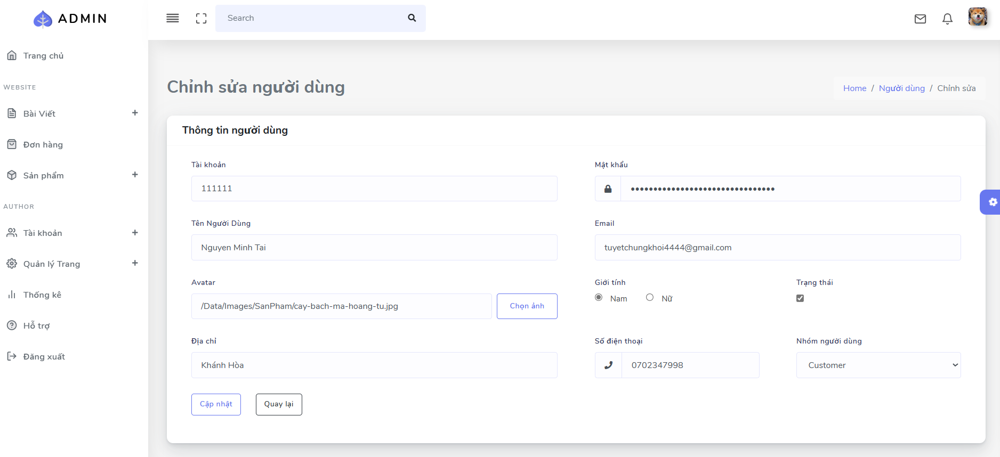 ADMIN
Search
Trang chủ
WEBSITE
Bài Viết
Đơn hàng
Sản phẩm
AUTHOR
Tài khoản
Quản lý Trang
Thống kê
Hỗ trợ
Đăng xuất
Chỉnh sửa người dùng
Home / Người dùng / Chỉnh sửa
Thông tin người dùng
Tài khoản
111111
Mật khẩu
••••••••••••••••••••••••••••••••
Tên Người Dùng
Nguyen Minh Tai
Email
tuyetchungkhoi4444@gmail.com
Avatar
/Data/Images/SanPham/cay-bach-ma-hoang-tu.jpg
Chọn ảnh
Giới tính
Nam
Nữ
Trạng thái
Địa chỉ
Khánh Hòa
Số điện thoại
0702347998
Nhóm người dùng
Customer
Cập nhật
Quay lại